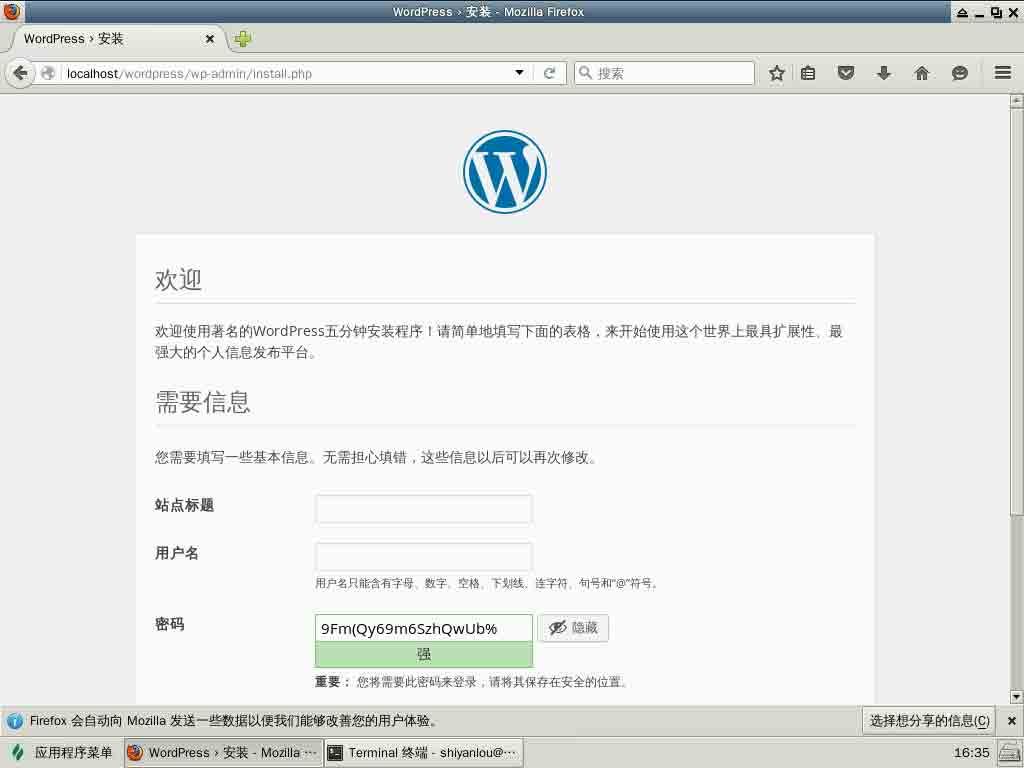 WordPress › 安装 - Mozilla Firefox
WordPress › 安装
localhost/wordpress/wp-admin/install.php
搜索
欢迎
欢迎使用著名的WordPress五分钟安装程序！请简单地填写下面的表格，来开始使用这个世界上最具扩展性、最
强大的个人信息发布平台。
需要信息
您需要填写一些基本信息。无需担心填错，这些信息以后可以再次修改。
站点标题
用户名
用户名只能含有字母、数字、空格、下划线、连字符、句号和“@”符号。
密码
9Fm(Qy69m6SzhQwUb%
隐藏
强
重要： 您将需要此密码来登录，请将其保存在安全的位置。
Firefox 会自动向 Mozilla 发送一些数据以便我们能够改善您的用户体验。
选择想分享的信息(C)
应用程序菜单
WordPress › 安装 - Mozilla ⋯
Terminal 终端 - shiyanlou@⋯
16:35